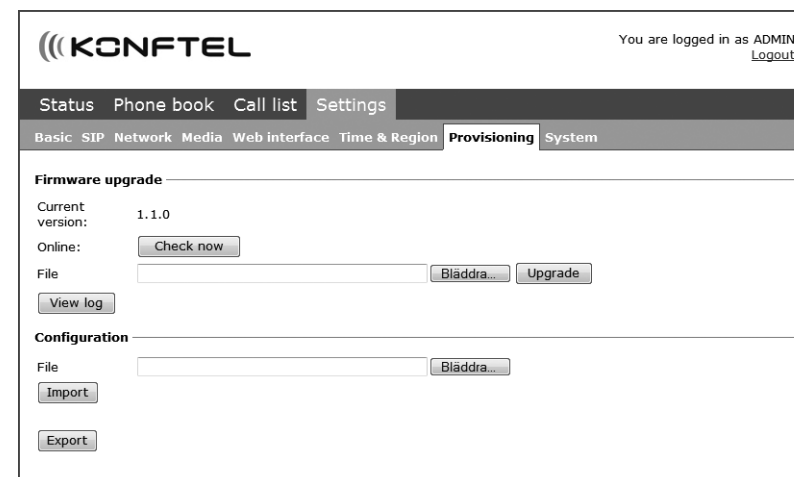 KONFTEL
You are logged in as ADMIN
Logout
Status Phone book Call list Settings
Basic SIP Network Media Web interface Time & Region Provisioning System
Firmware upgrade
Current
version:
1.1.0
Online: Check now
File Bläddra... Upgrade
View log
Configuration
File Bläddra...
Import
Export